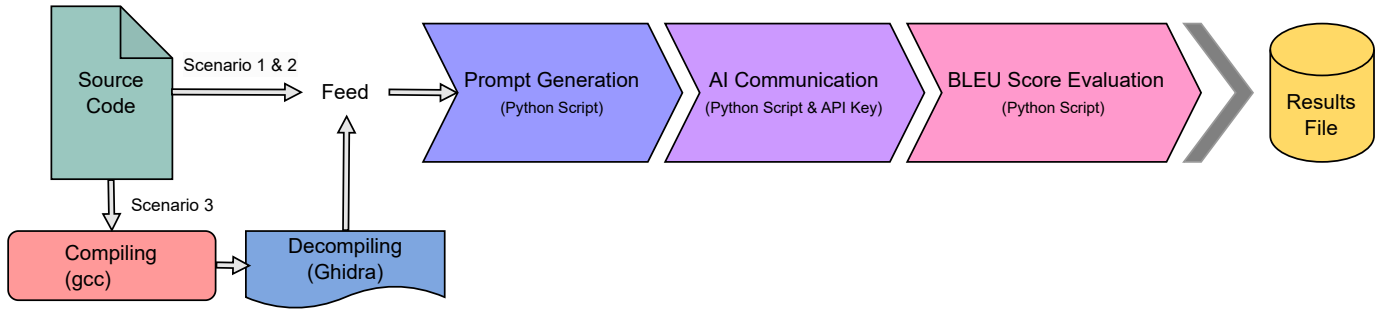 Source
Code
Scenario 1 & 2
Feed
Prompt Generation
(Python Script)
AI Communication
(Python Script & API Key)
BLEU Score Evaluation
(Python Script)
Results
File
Scenario 3
Compiling
(gcc)
Decompiling
(Ghidra)